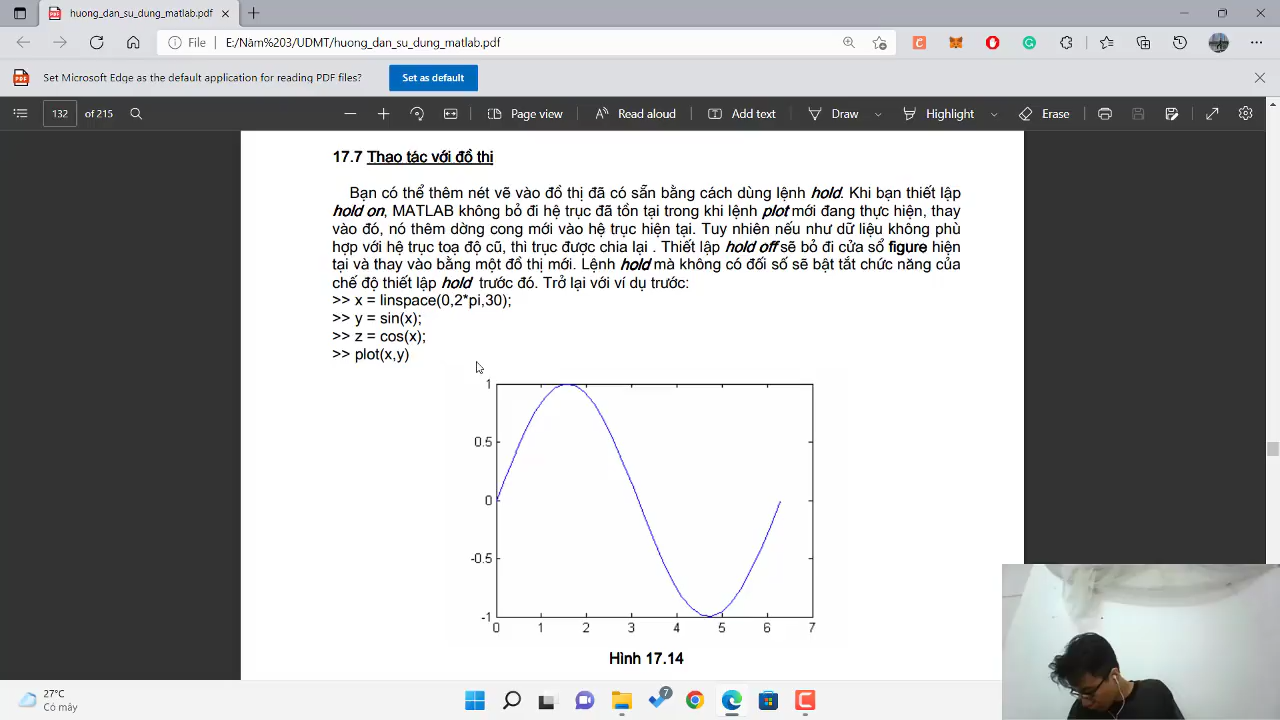 huong_dan_su_dung_matlab.pdf
File
E:/Năm%203/UDMT/huong_dan_su_dung_matlab.pdf
Set Microsoft Edge as the default application for reading PDF files?
Set as default
132 of 215
Page view
Read aloud
Add text
Draw
Highlight
Erase
17.7 Thao tác với đồ thi
Bạn có thể thêm nét vẽ vào đồ thị đã có sẵn bằng cách dùng lệnh hold. Khi bạn thiết lập
hold on, MATLAB không bỏ đi hệ trục đã tồn tại trong khi lệnh plot mới đang thực hiện, thay
vào đó, nó thêm dờng cong mới vào hệ trục hiện tại. Tuy nhiên nếu như dữ liệu không phù
hợp với hệ trục toạ độ cũ, thì trục được chia lại . Thiết lập hold off sẽ bỏ đi cửa sổ figure hiện
tại và thay vào bằng một đồ thị mới. Lệnh hold mà không có đối số sẽ bật tắt chức năng của
chế độ thiết lập hold trước đó. Trở lại với ví dụ trước:
>> x = linspace(0,2*pi,30);
>> y = sin(x);
>> z = cos(x);
>> plot(x,y)
1
0.5
0
-0.5
-1
0 1 2 3 4 5 6 7
Hình 17.14
27°C
Có Mây
7